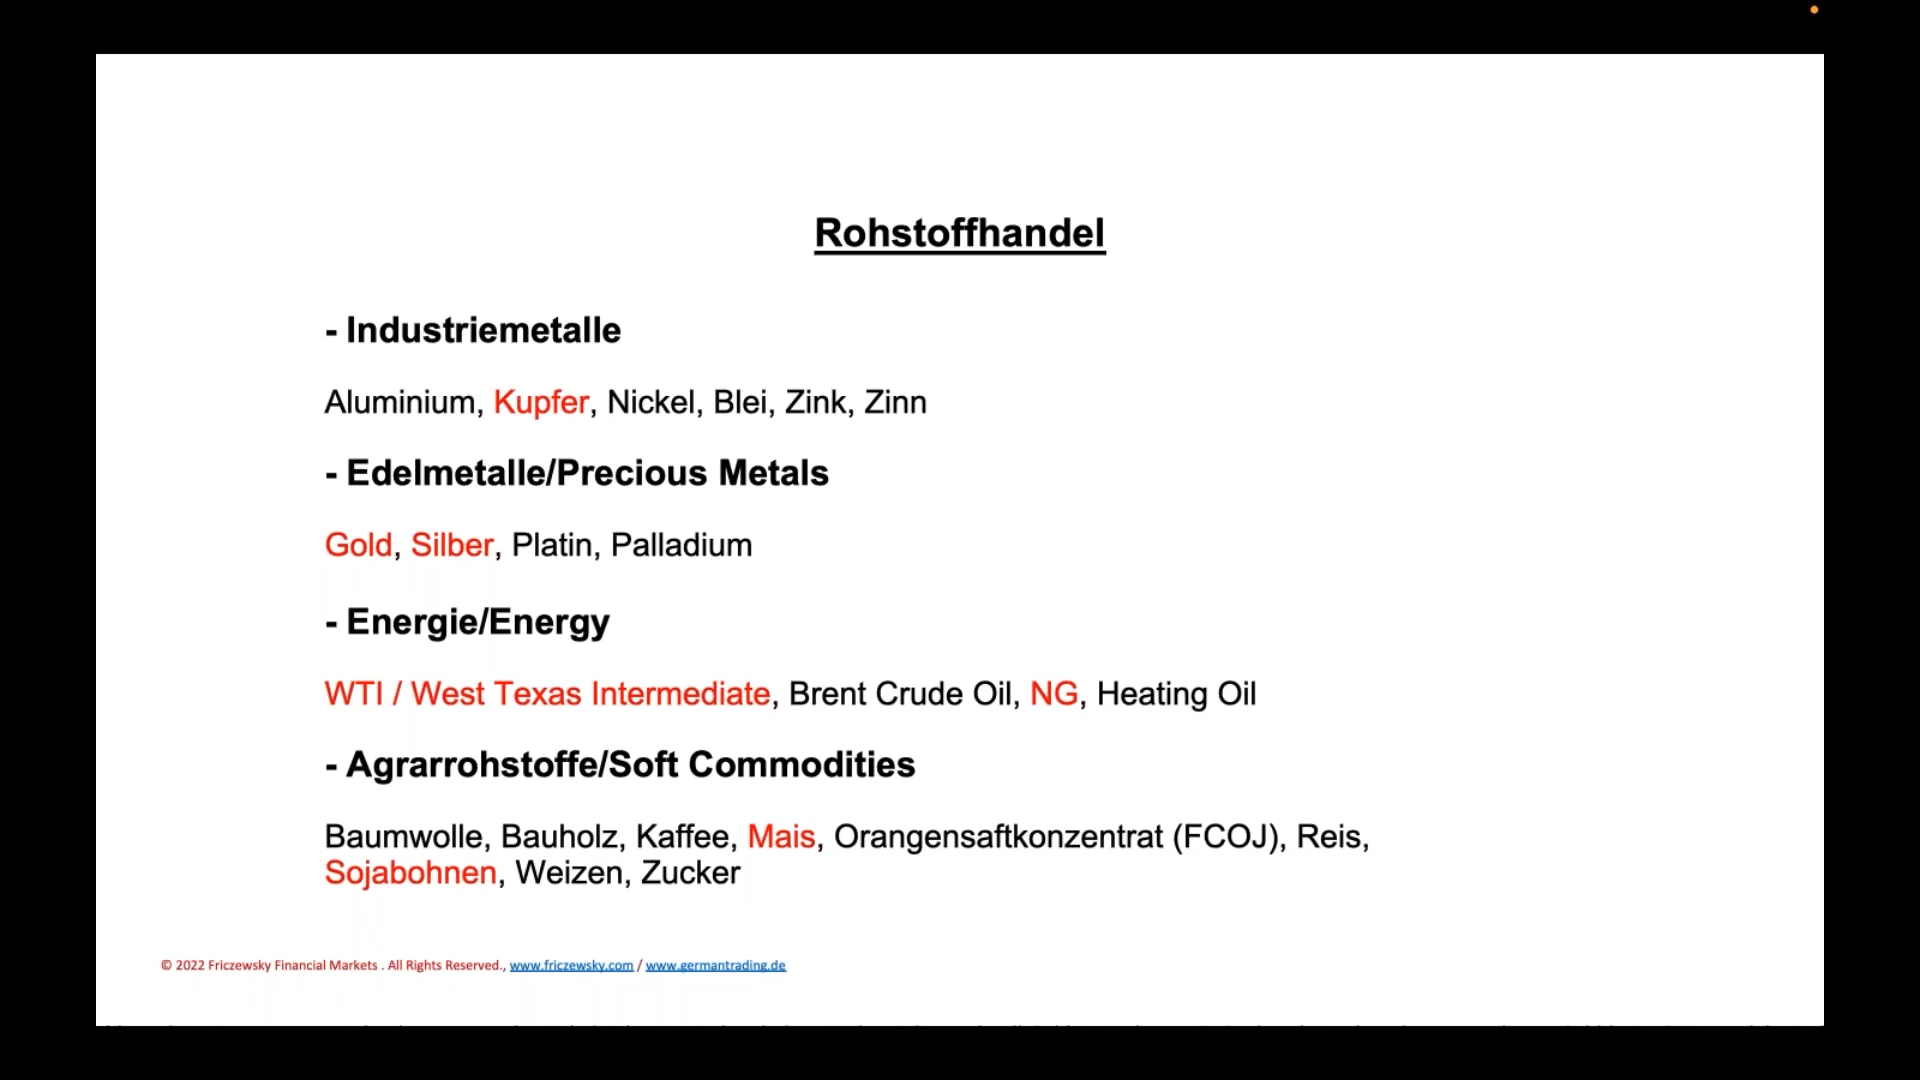 Rohstoffhandel
- Industriemetalle
Aluminium, Kupfer, Nickel, Blei, Zink, Zinn
- Edelmetalle/Precious Metals
Gold, Silber, Platin, Palladium
- Energie/Energy
WTI / West Texas Intermediate, Brent Crude Oil, NG, Heating Oil
- Agrarrohstoffe/Soft Commodities
Baumwolle, Bauholz, Kaffee, Mais, Orangensaftkonzentrat (FCOJ), Reis,
Sojabohnen, Weizen, Zucker
© 2022 Friczewsky Financial Markets . All Rights Reserved., www.friczewsky.com / www.germantrading.de